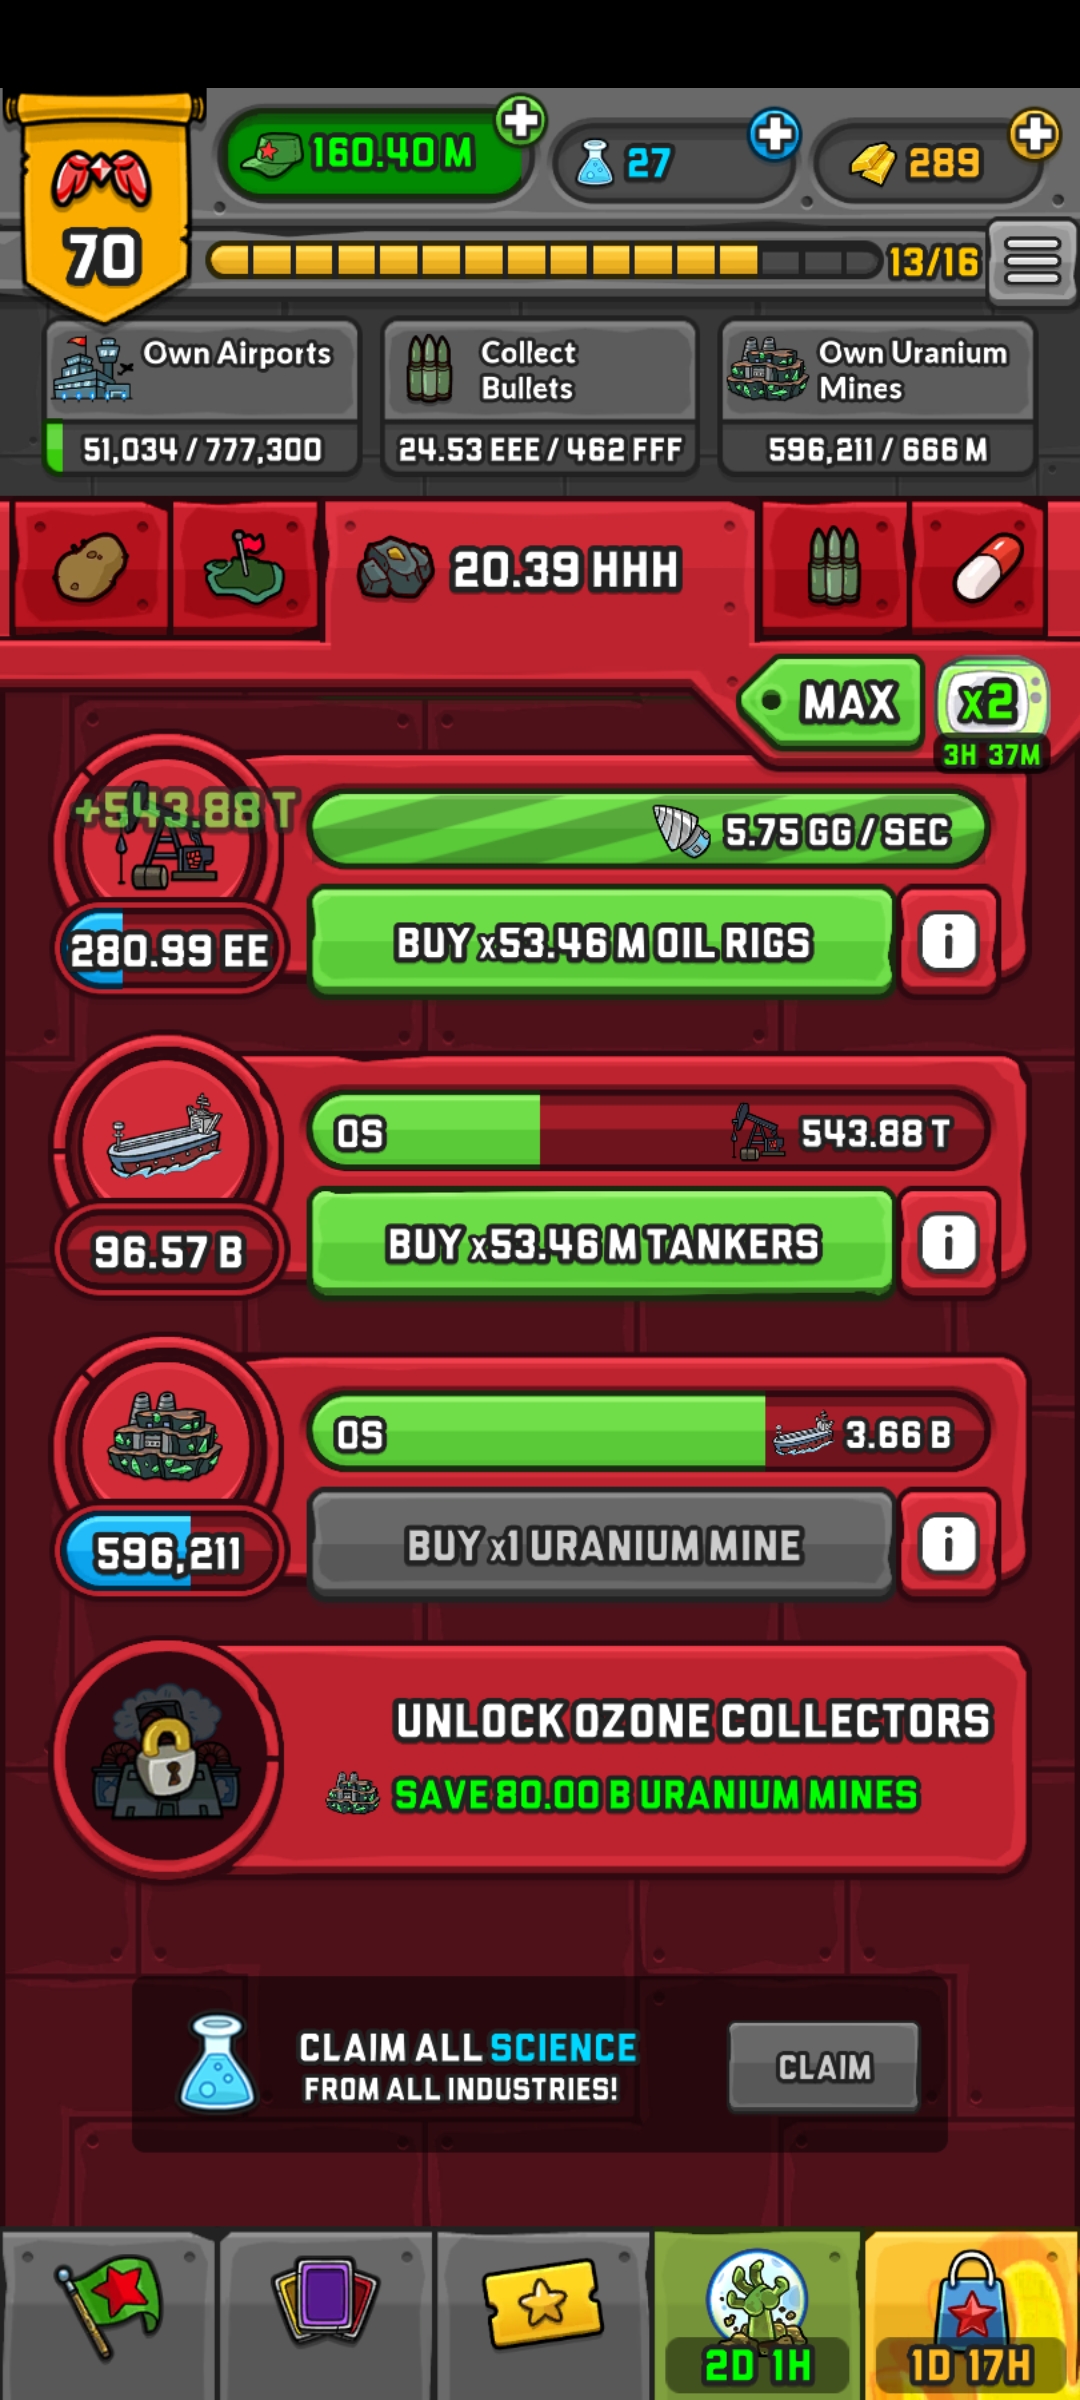 160.40 M
27
289
70
13/16
Own Airports
51,034 / 777,300
Collect
Bullets
24.53 EEE / 462 FFF
Own Uranium
Mines
596,211 / 666 M
20.39 HHH
MAX
x2
3H 37M
+543.88 T
5.75 GG / SEC
280.99 EE
BUY x53.46 M OIL RIGS
i
0S
543.88 T
96.57 B
BUY x53.46 M TANKERS
i
0S
3.66 B
596,211
BUY x1 URANIUM MINE
i
UNLOCK OZONE COLLECTORS
SAVE 80.00 B URANIUM MINES
CLAIM ALL SCIENCE
FROM ALL INDUSTRIES!
CLAIM
2D 1H
1D 17H